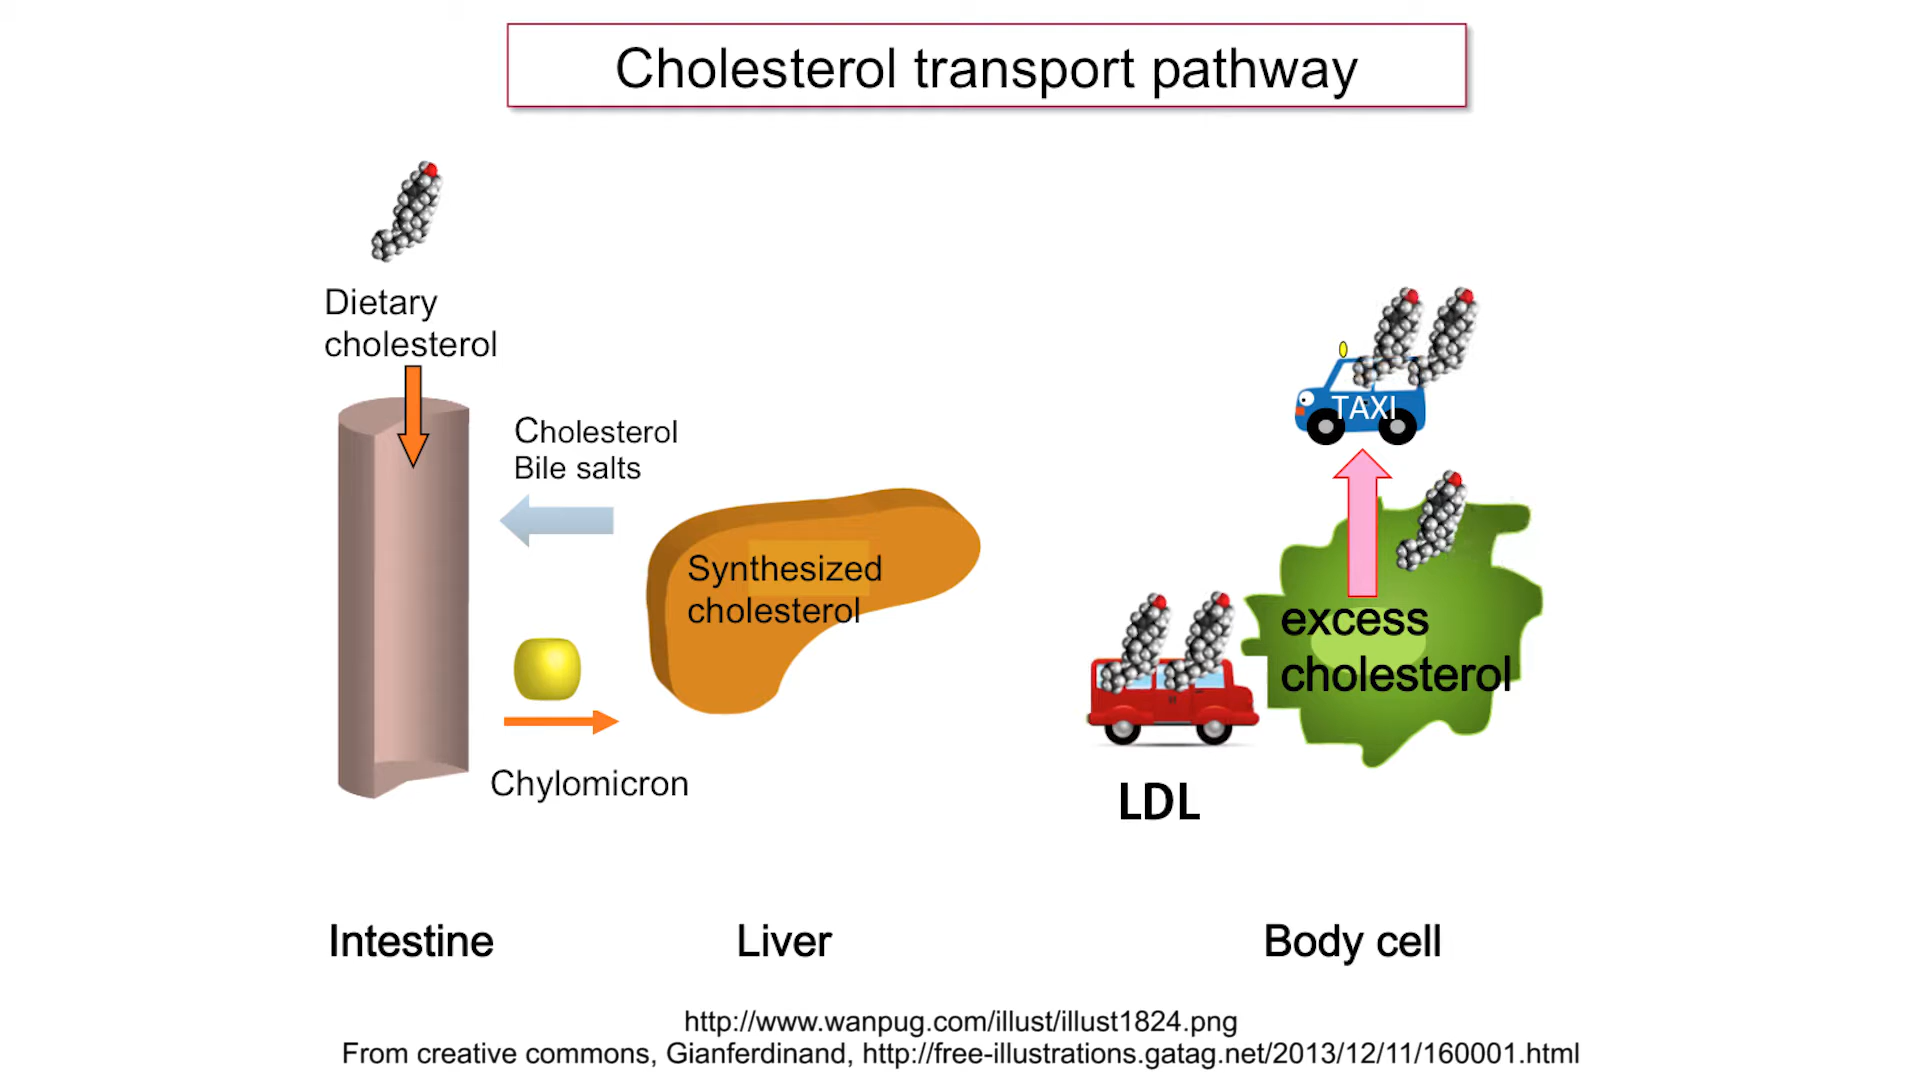 Cholesterol transport pathway
Dietary
cholesterol
Cholesterol
Bile salts
Synthesized
cholesterol
Chylomicron
TAXI
excess
cholesterol
LDL
Intestine
Liver
Body cell
http://www.wanpug.com/illust/illust1824.png
From creative commons, Gianferdinand, http://free-illustrations.gatag.net/2013/12/11/160001.html